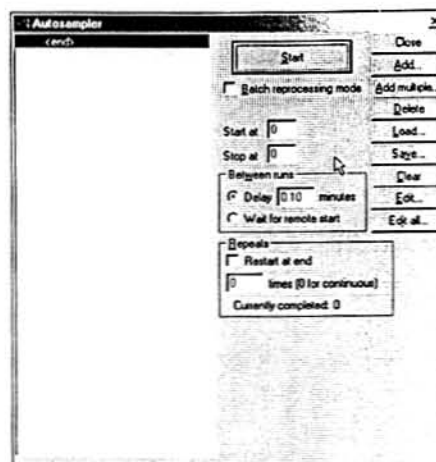 Autosampler
<end>
Start
Batch reprocessing mode
Start at 0
Stop at 0
Between runs
Delay 0.10 minutes
Wait for remote start
Repeats
Restart at end
0 times (0 for continuous)
Currently completed: 0
Close
Add...
Add multiple...
Delete
Load...
Save...
Clear
Edit...
Edit all...